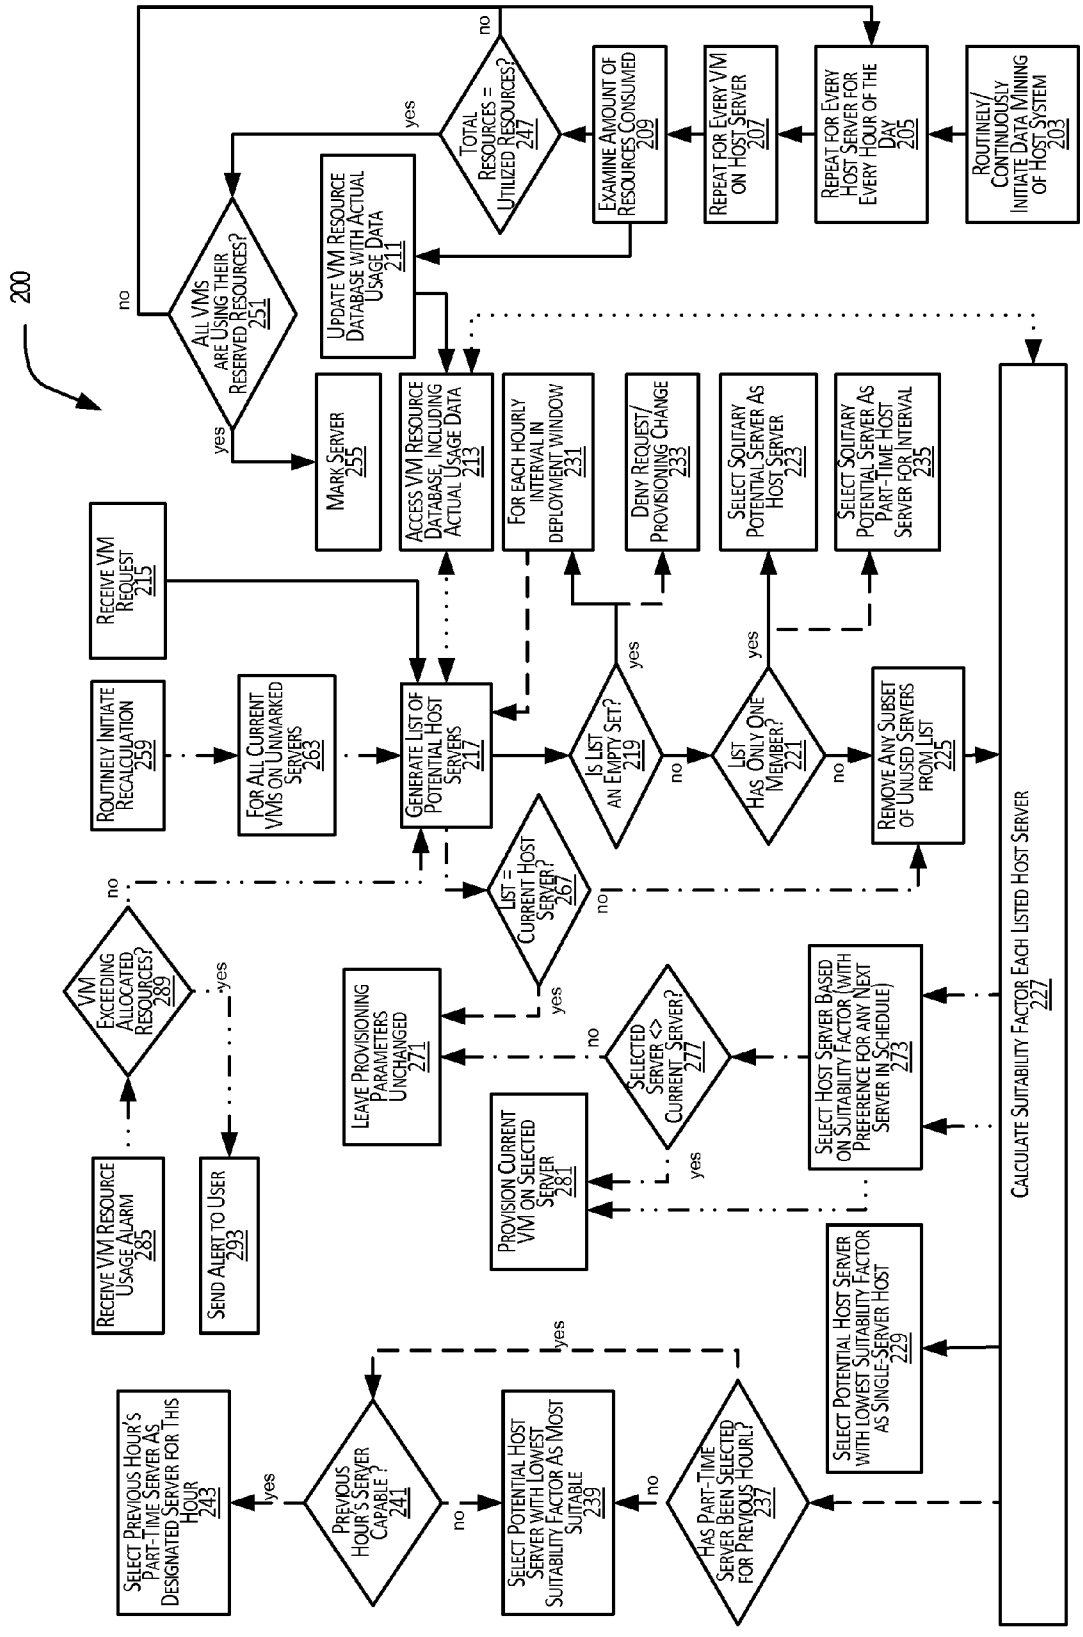 200
ROUTINELY/
CONTINUOUSLY
INITIATE DATA MINING
OF HOST SYSTEM
203
REPEAT FOR EVERY
HOST SERVER FOR
EVERY HOUR OF THE
DAY
205
REPEAT FOR EVERY VM
ON HOST SERVER
207
EXAMINE AMOUNT OF
RESOURCES CONSUMED
209
TOTAL
RESOURCES =
UTILIZED RESOURCES?
247
no
yes
ALL VMS
ARE USING THEIR
RESERVED RESOURCES?
251
no
yes
MARK SERVER
255
UPDATE VM RESOURCE
DATABASE WITH ACTUAL
USAGE DATA
211
ACCESS VM RESOURCE
DATABASE, INCLUDING
ACTUAL USAGE DATA
213
RECEIVE VM
REQUEST
215
ROUTINELY INITIATE
RECALCULATION
259
FOR ALL CURRENT
VMS ON UNMARKED
SERVERS
263
GENERATE LIST OF
POTENTIAL HOST
SERVERS
217
FOR EACH HOURLY
INTERVAL IN
DEPLOYMENT WINDOW
231
IS LIST
AN EMPTY SET?
219
yes
no
DENY REQUEST/
PROVISIONING CHANGE
233
LIST
HAS ONLY ONE
MEMBER?
221
yes
no
SELECT SOLITARY
POTENTIAL SERVER AS
HOST SERVER
223
SELECT SOLITARY
POTENTIAL SERVER AS
PART-TIME HOST
SERVER FOR INTERVAL
235
REMOVE ANY SUBSET
OF UNUSED SERVERS
FROM LIST
225
CALCULATE SUITABILITY FACTOR EACH LISTED HOST SERVER
227
VM
EXCEEDING
ALLOCATED
RESOURCES?
289
no
yes
RECEIVE VM RESOURCE
USAGE ALARM
285
SEND ALERT TO USER
293
LIST =
CURRENT HOST
SERVER?
267
no
yes
LEAVE PROVISIONING
PARAMETERS
UNCHANGED
271
SELECTED
SERVER <>
CURRENT SERVER?
277
no
yes
SELECT HOST SERVER BASED
ON SUITABILITY FACTOR (WITH
PREFERENCE FOR ANY NEXT
SERVER IN SCHEDULE)
273
PROVISION CURRENT
VM ON SELECTED
SERVER
281
SELECT POTENTIAL HOST SERVER
WITH LOWEST SUITABILITY FACTOR
AS SINGLE-SERVER HOST
229
HAS PART-TIME
SERVER BEEN SELECTED
FOR PREVIOUS HOURL?
237
yes
no
SELECT POTENTIAL HOST
SERVER WITH LOWEST
SUITABILITY FACTOR AS MOST
SUITABLE
239
PREVIOUS
HOUR'S SERVER
CAPABLE ?
241
no
yes
SELECT PREVIOUS HOUR'S
PART-TIME SERVER AS
DESIGNATED SERVER FOR THIS
HOUR
243